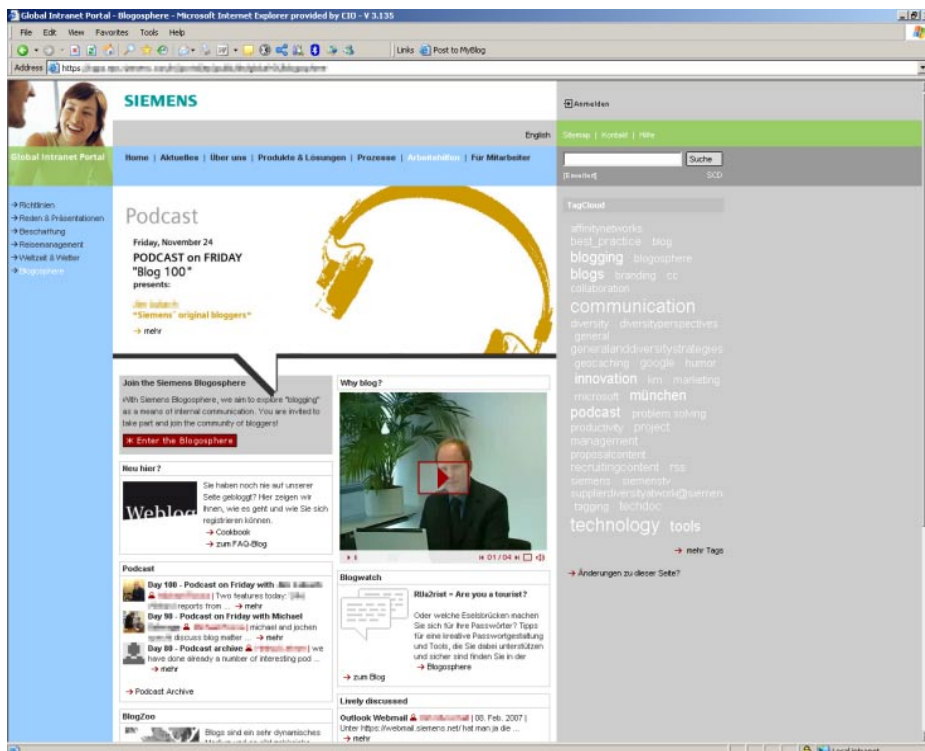 Global Intranet Portal - Blogosphere - Microsoft Internet Explorer provided by CIO - V 3.135
File Edit View Favorites Tools Help
Links Post to MyBlog
Address https://
SIEMENS
Anmelden
English
Sitemap | Kontakt | Hilfe
Global Intranet Portal
Home | Aktuelles | Über uns | Produkte & Lösungen | Prozesse | Arbeitshilfen | Für Mitarbeiter
Suche
[Erweitert] SCD
→ Richtlinien
→ Reden & Präsentationen
→ Beschaffung
→ Reisemanagement
→ Weltzeit & Wetter
→ Blogosphere
Podcast
Friday, November 24
PODCAST on FRIDAY
"Blog 100"
presents:
"Siemens´ original bloggers"
→ mehr
Join the Siemens Blogosphere
With Siemens Blogosphere, we aim to explore "blogging"
as a means of internal communication. You are invited to
take part and join the community of bloggers!
Enter the Blogosphere
Neu hier?
Weblog
Sie haben noch nie auf unserer
Seite gebloggt? Hier zeigen wir
Ihnen, wie es geht und wie Sie sich
registrieren können.
→ Cookbook
→ zum FAQ-Blog
Podcast
Day 100 - Podcast on Friday with
| Two features today:
reports from ... → mehr
Day 90 - Podcast on Friday with Michael
| michael and jochen
discuss blog matter ... → mehr
Day 80 - Podcast archive | we
have done already a number of interesting pod ...
→ mehr
→ Podcast Archive
BlogZoo
Blogs sind ein sehr dynamisches
Why blog?
01 / 04
Blogwatch
R0la2rist = Are you a tourist?
Oder welche Eselsbrücken machen
Sie sich für Ihre Passwörter? Tipps
für eine kreative Passwortgestaltung
und Tools, die Sie dabei unterstützen
und sicher sind finden Sie in der
→ Blogosphere
→ zum Blog
Lively discussed
Outlook Webmail | 08. Feb. 2007 |
Unter https://webmail.siemens.net/ hat man ja die ...
→ mehr
TagCloud
affinitynetworks
best_practice blog
blogging blogosphere
blogs branding cc
collaboration
communication
diversity diversityperspectives
general
generalanddiversitystrategies
geocaching google humor
innovation km marketing
microsoft münchen
podcast problem solving
productivity project
management
proposalcontent
recruitingcontent rss
siemens siemenstv
supplierdiversityatwork@siemen
tagging techdoc
technology tools
→ mehr Tags
→ Änderungen zu dieser Seite?
Local intranet